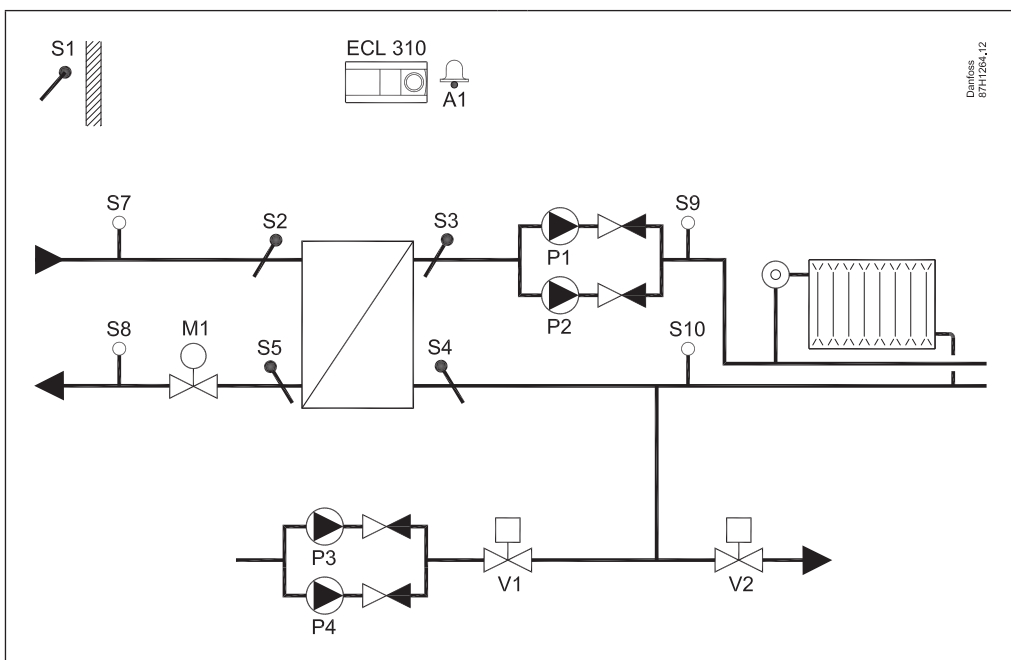 S1
ECL 310
A1
Danfoss
87H1264.12
S7
S2
S3
P1
S9
P2
S8
M1
S5
S4
S10
P3
V1
V2
P4